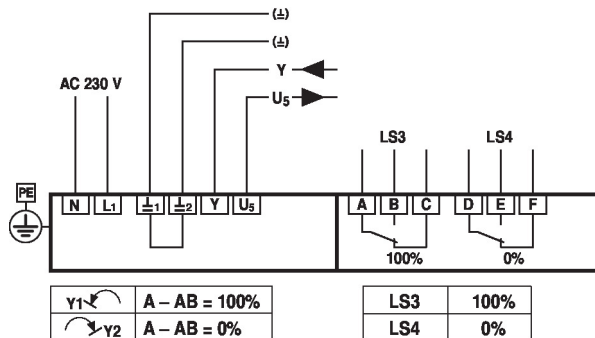 (⊥)
(⊥)
Y
AC 230 V
U5
LS3 LS4
PE
N L1 ⊥1 ⊥2 Y U5 A B C D E F
100% 0%
Y1 A – AB = 100% LS3 100%
Y2 A – AB = 0% LS4 0%